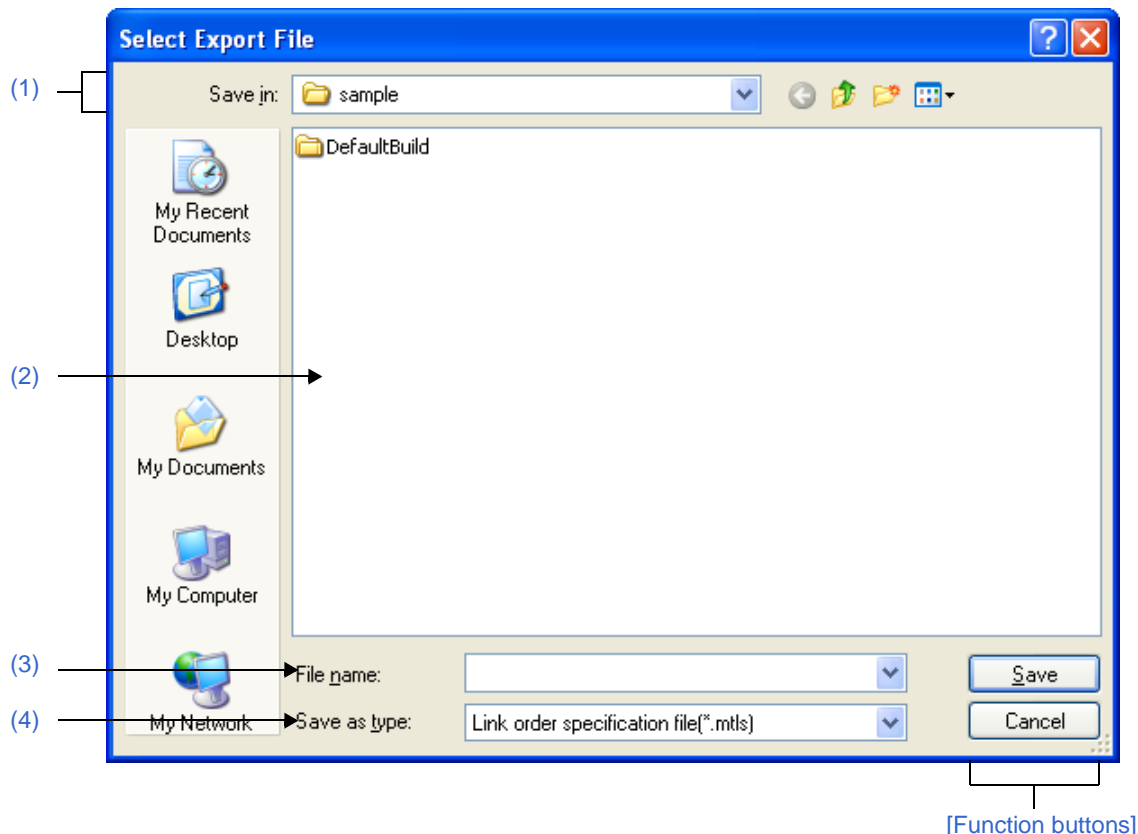 Select Export File
(1)
Save in:
sample
DefaultBuild
My Recent
Documents
Desktop
(2)
My Documents
My Computer
(3)
File name:
Save
(4)
My Network
Save as type:
Link order specification file(*.mtls)
Cancel
[Function buttons]